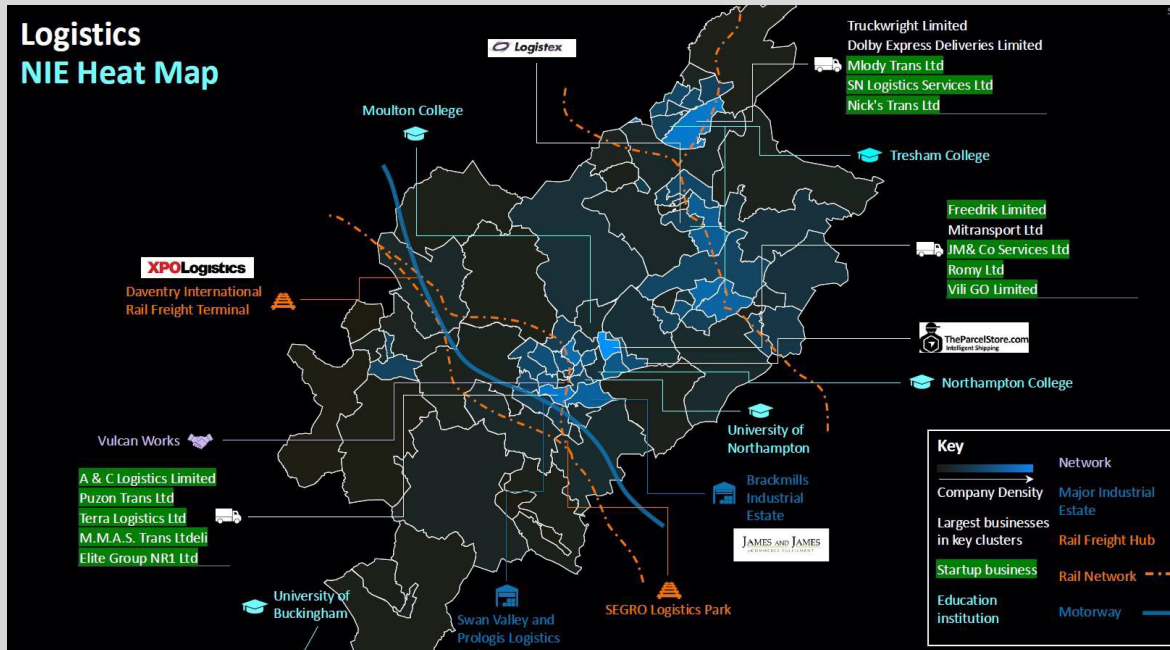 Logistics
NIE Heat Map
Logistex
Truckwright Limited
Dolby Express Deliveries Limited
Mlody Trans Ltd
SN Logistics Services Ltd
Nick's Trans Ltd
Moulton College
Tresham College
Freedrik Limited
Mitransport Ltd
JM& Co Services Ltd
Romy Ltd
Vili GO Limited
XPOLogistics
Daventry International
Rail Freight Terminal
TheParcelStore.com
Intelligent Shipping
Northampton College
University of
Northampton
Vulcan Works
A & C Logistics Limited
Puzon Trans Ltd
Terra Logistics Ltd
M.M.A.S. Trans Ltdeli
Elite Group NR1 Ltd
Brackmills
Industrial
Estate
JAMES AND JAMES
ECOMMERCE FULFILMENT
University of
Buckingham
Swan Valley and
Prologis Logistics
SEGRO Logistics Park
Key
Company Density
Largest businesses
in key clusters
Startup business
Education
institution
Network
Major Industrial
Estate
Rail Freight Hub
Rail Network
Motorway